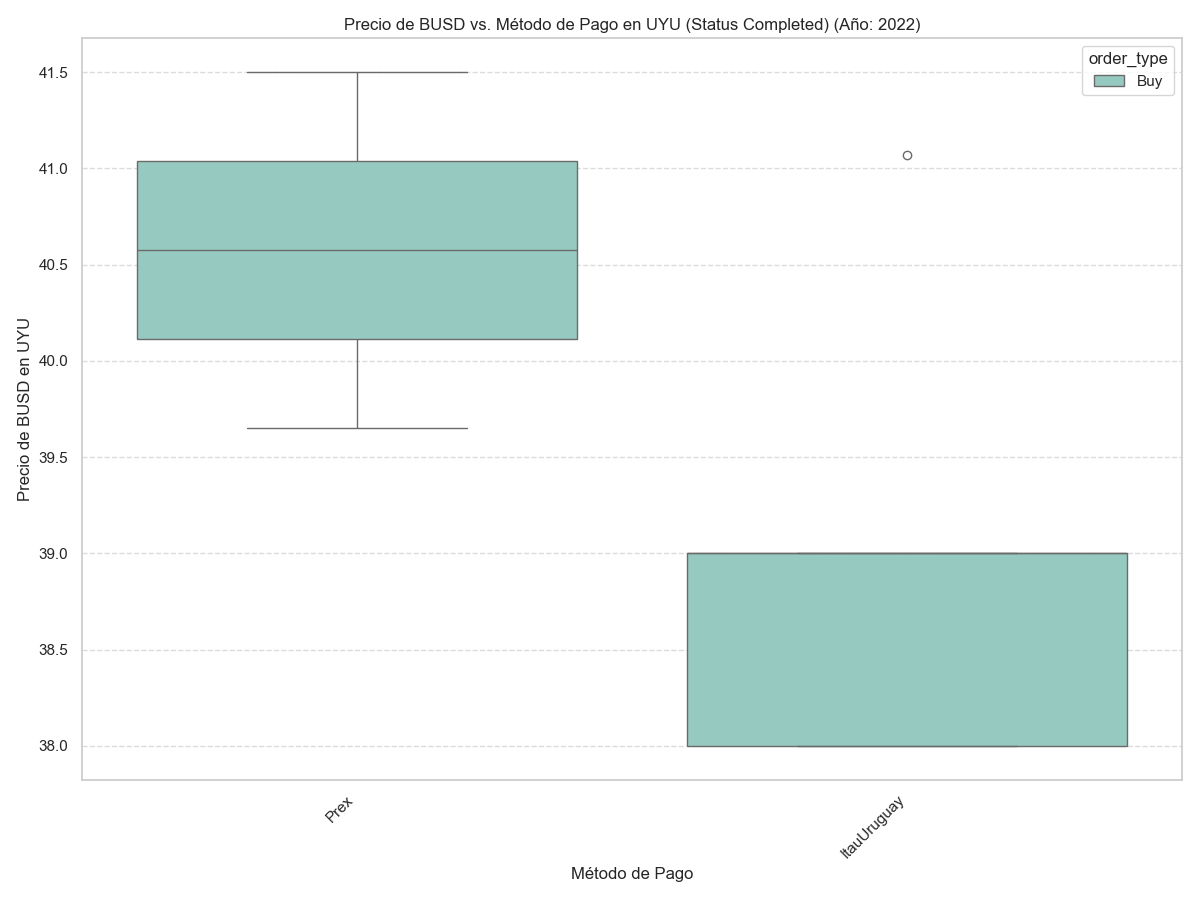 Precio de BUSD vs. Método de Pago en UYU (Status Completed) (Año: 2022)
order_type
Buy
41.5
41.0
40.5
40.0
39.5
39.0
38.5
38.0
Precio de BUSD en UYU
Prex
ItauUruguay
Método de Pago